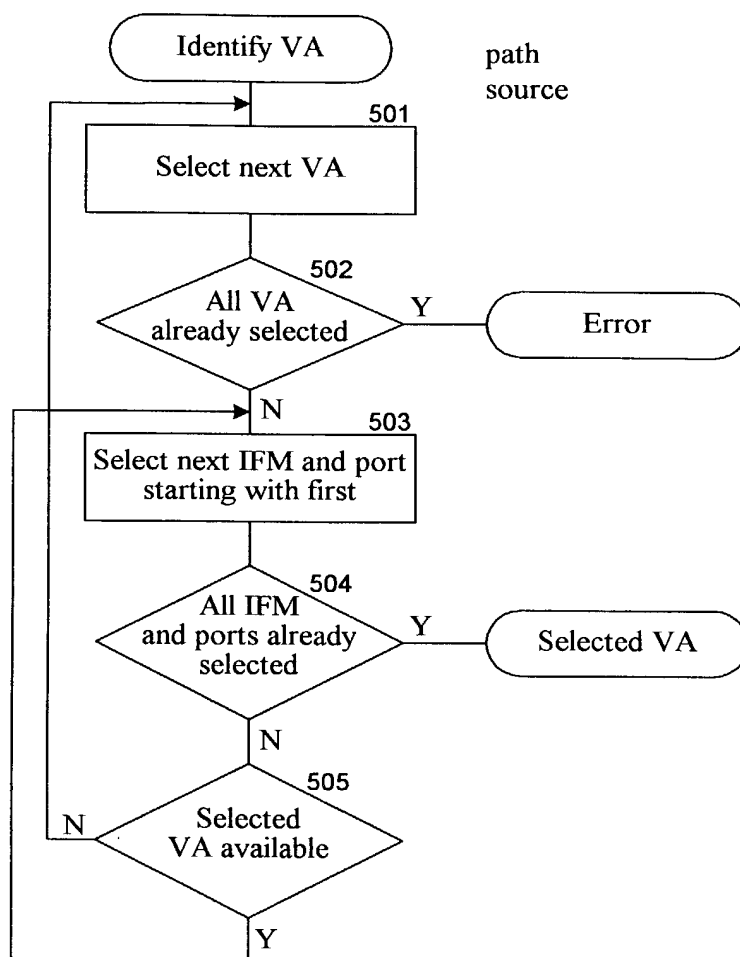 Identify VA
path
source
501
Select next VA
502
All VA
already selected
Y
Error
N
503
Select next IFM and port
starting with first
504
All IFM
and ports already
selected
Y
Selected VA
N
505
Selected
VA available
N
Y